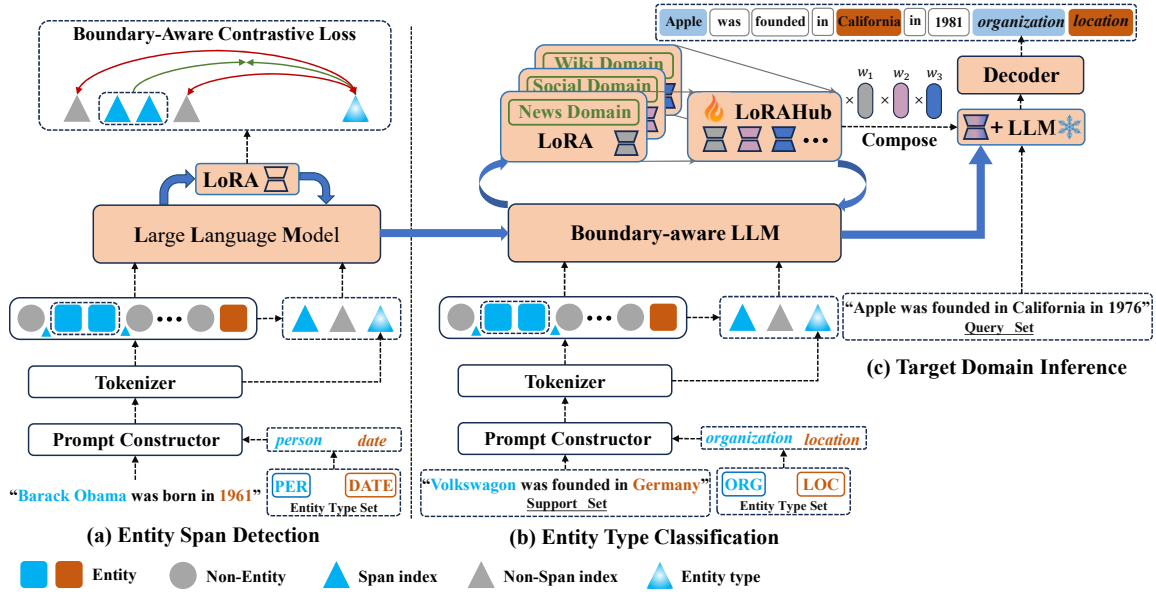 Boundary-Aware Contrastive Loss
LoRA
Large Language Model
Tokenizer
Prompt Constructor
person date
"Barack Obama was born in 1961"
PER DATE
Entity Type Set
(a) Entity Span Detection
Wiki Domain
Social Domain
News Domain
LoRA
LoRAHub
...
Boundary-aware LLM
Tokenizer
Prompt Constructor
organization location
"Volkswagon was founded in Germany"
Support Set
ORG LOC
Entity Type Set
(b) Entity Type Classification
Apple was founded in California in 1981 organization location
Decoder
w₁ w₂ w₃
× × ×
Compose
+ LLM
"Apple was founded in California in 1976"
Query Set
(c) Target Domain Inference
Entity Non-Entity Span index Non-Span index Entity type